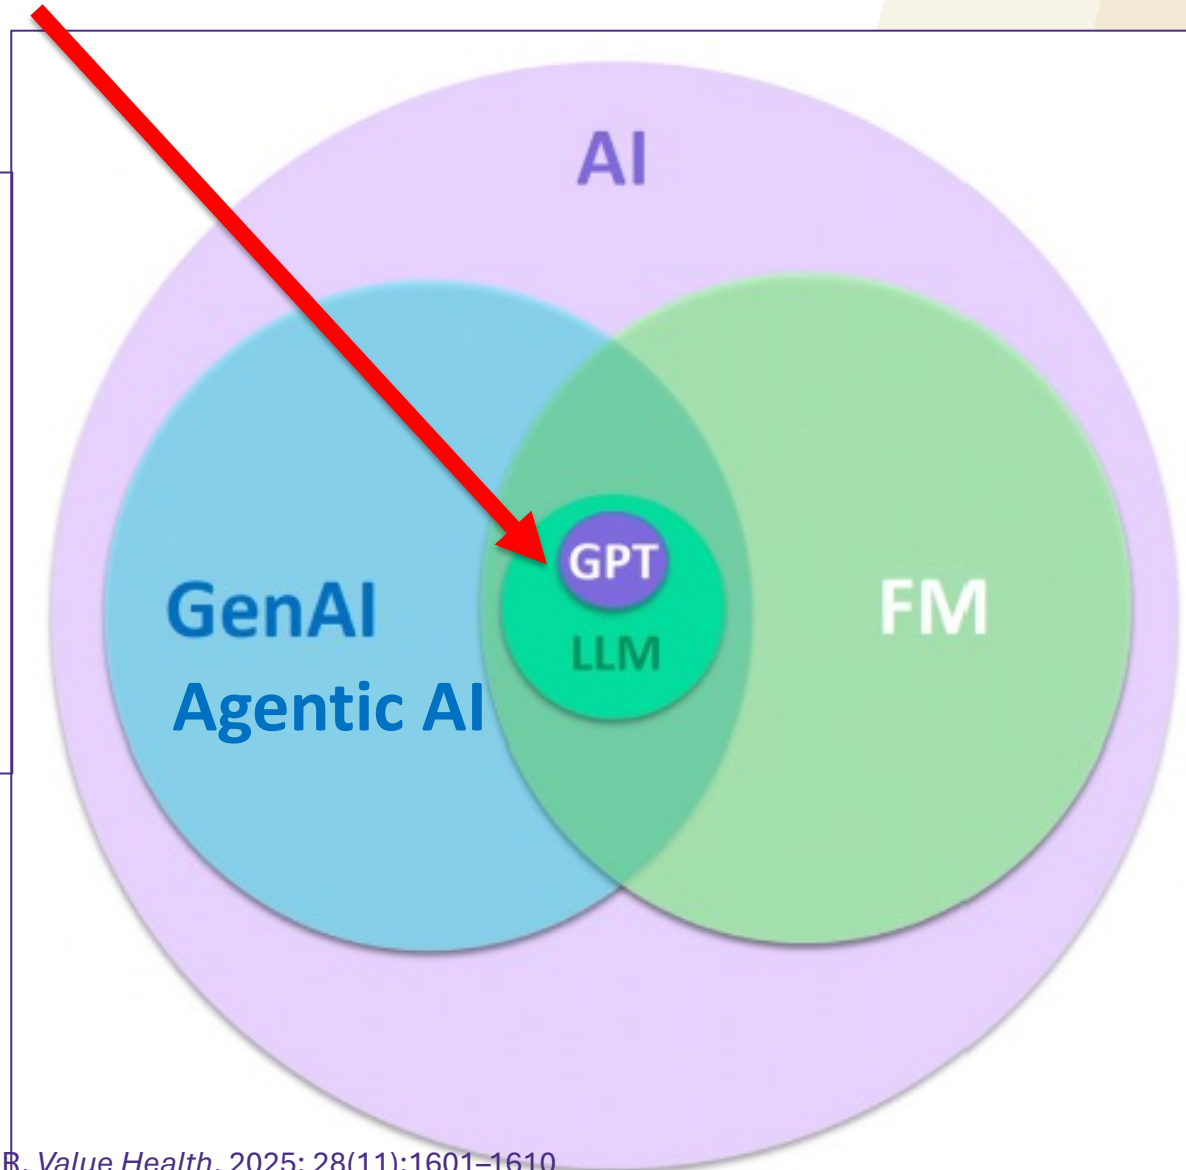 AI
GPT
GenAI
FM
LLM
Agentic AI
R. Value Health. 2025; 28(11):1601–1610